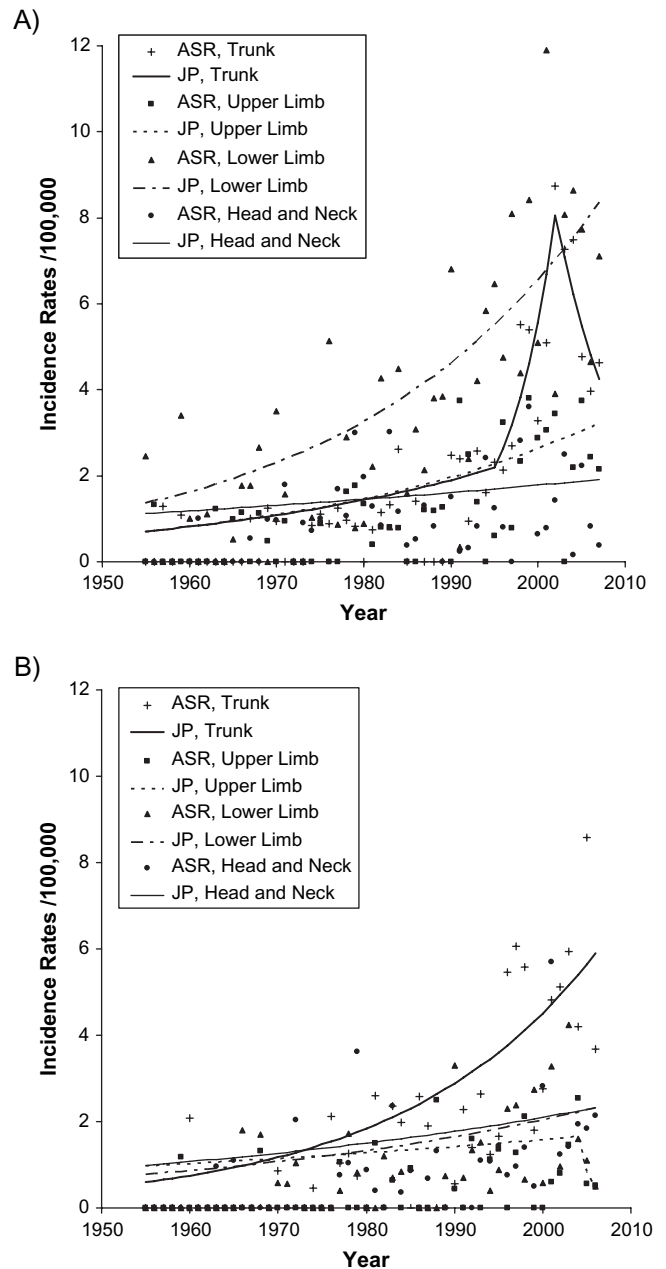 A)
Incidence Rates /100,000
12
10
8
6
4
2
0
ASR, Trunk
JP, Trunk
ASR, Upper Limb
JP, Upper Limb
ASR, Lower Limb
JP, Lower Limb
ASR, Head and Neck
JP, Head and Neck
1950 1960 1970 1980 1990 2000 2010
Year
B)
Incidence Rates /100,000
12
10
8
6
4
2
0
ASR, Trunk
JP, Trunk
ASR, Upper Limb
JP, Upper Limb
ASR, Lower Limb
JP, Lower Limb
ASR, Head and Neck
JP, Head and Neck
1950 1960 1970 1980 1990 2000 2010
Year